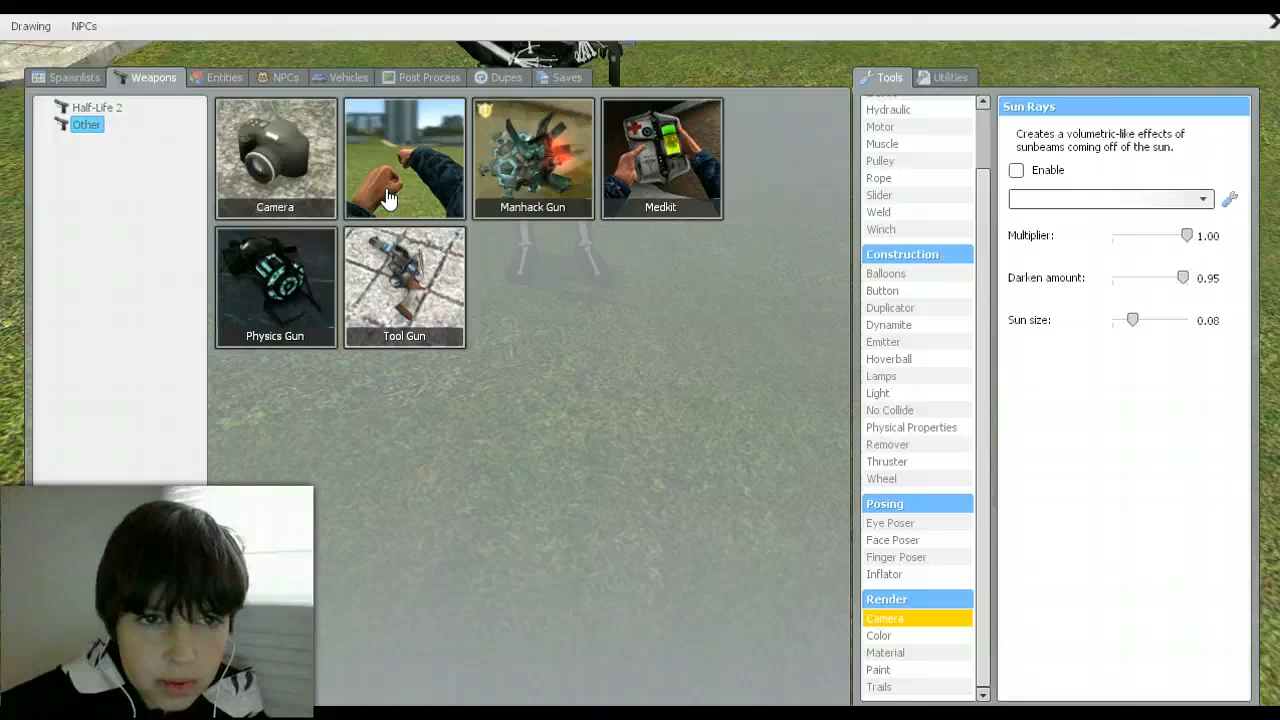 Drawing NPCs
Spawnlists Weapons Entities NPCs Vehicles Post Process Dupes Saves
Half-Life 2
Other
Camera
Manhack Gun
Medkit
Physics Gun
Tool Gun
Tools Utilities
Hydraulic
Motor
Muscle
Pulley
Rope
Slider
Weld
Winch
Construction
Balloons
Button
Duplicator
Dynamite
Emitter
Hoverball
Lamps
Light
No Collide
Physical Properties
Remover
Thruster
Wheel
Posing
Eye Poser
Face Poser
Finger Poser
Inflator
Render
Camera
Color
Material
Paint
Trails
Sun Rays
Creates a volumetric-like effects of
sunbeams coming off of the sun.
Enable
Multiplier: 1.00
Darken amount: 0.95
Sun size: 0.08